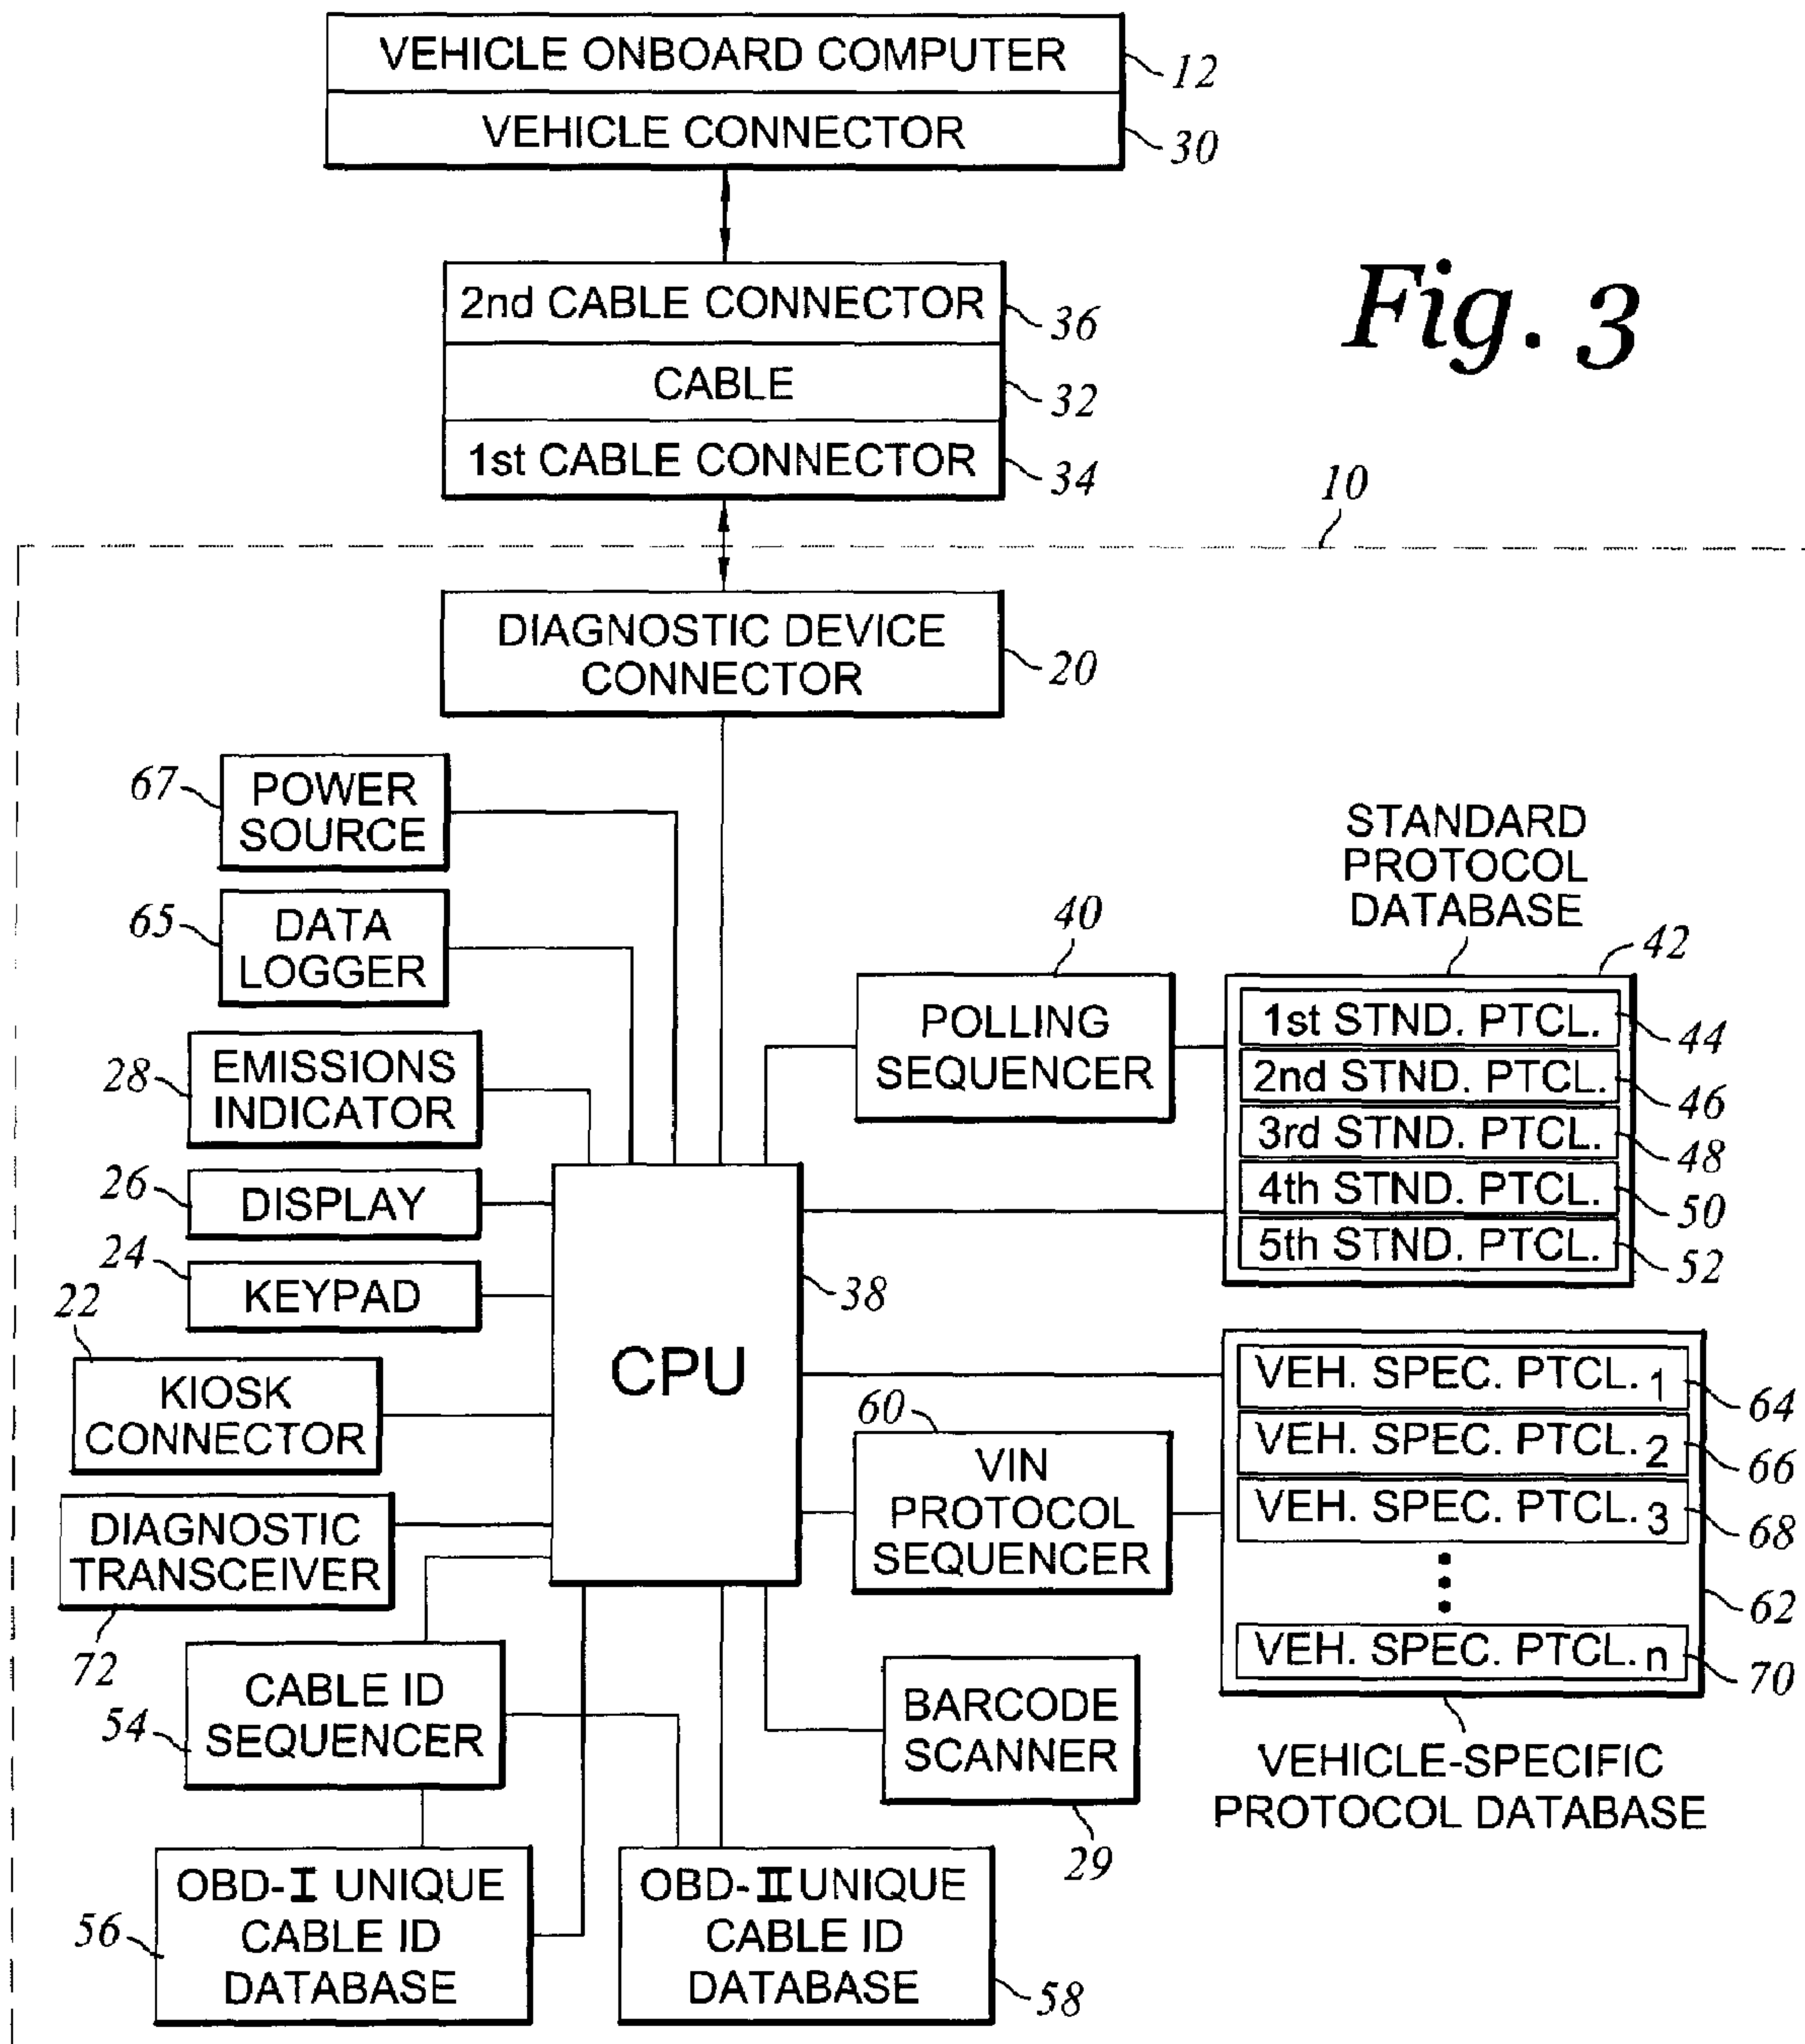 VEHICLE ONBOARD COMPUTER
12
VEHICLE CONNECTOR
30
2nd CABLE CONNECTOR
36
Fig. 3
CABLE
32
1st CABLE CONNECTOR
34
10
DIAGNOSTIC DEVICE
CONNECTOR
20
67
POWER
SOURCE
65
DATA
LOGGER
28
EMISSIONS
INDICATOR
26
DISPLAY
24
KEYPAD
22
KIOSK
CONNECTOR
DIAGNOSTIC
TRANSCEIVER
72
CPU
38
40
POLLING
SEQUENCER
STANDARD
PROTOCOL
DATABASE
42
1st STND. PTCL.
44
2nd STND. PTCL.
46
3rd STND. PTCL.
48
4th STND. PTCL.
50
5th STND. PTCL.
52
60
VIN
PROTOCOL
SEQUENCER
VEH. SPEC. PTCL. 1
64
VEH. SPEC. PTCL. 2
66
VEH. SPEC. PTCL. 3
68
62
VEH. SPEC. PTCL. n
70
VEHICLE-SPECIFIC
PROTOCOL DATABASE
54
CABLE ID
SEQUENCER
BARCODE
SCANNER
29
56
OBD-I UNIQUE
CABLE ID
DATABASE
OBD-II UNIQUE
CABLE ID
DATABASE
58